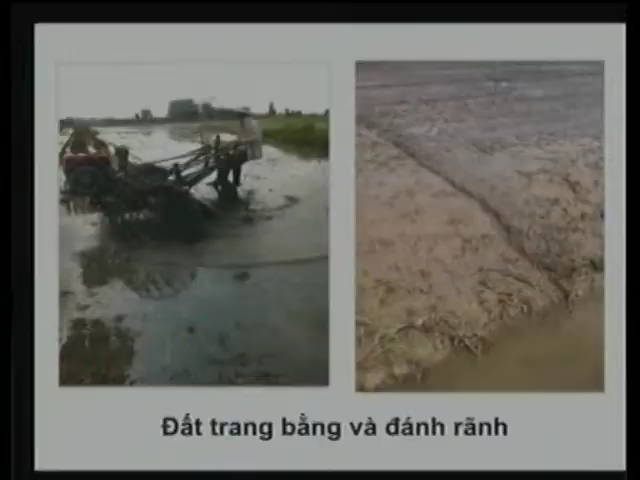 Đất trang bằng và đánh rãnh